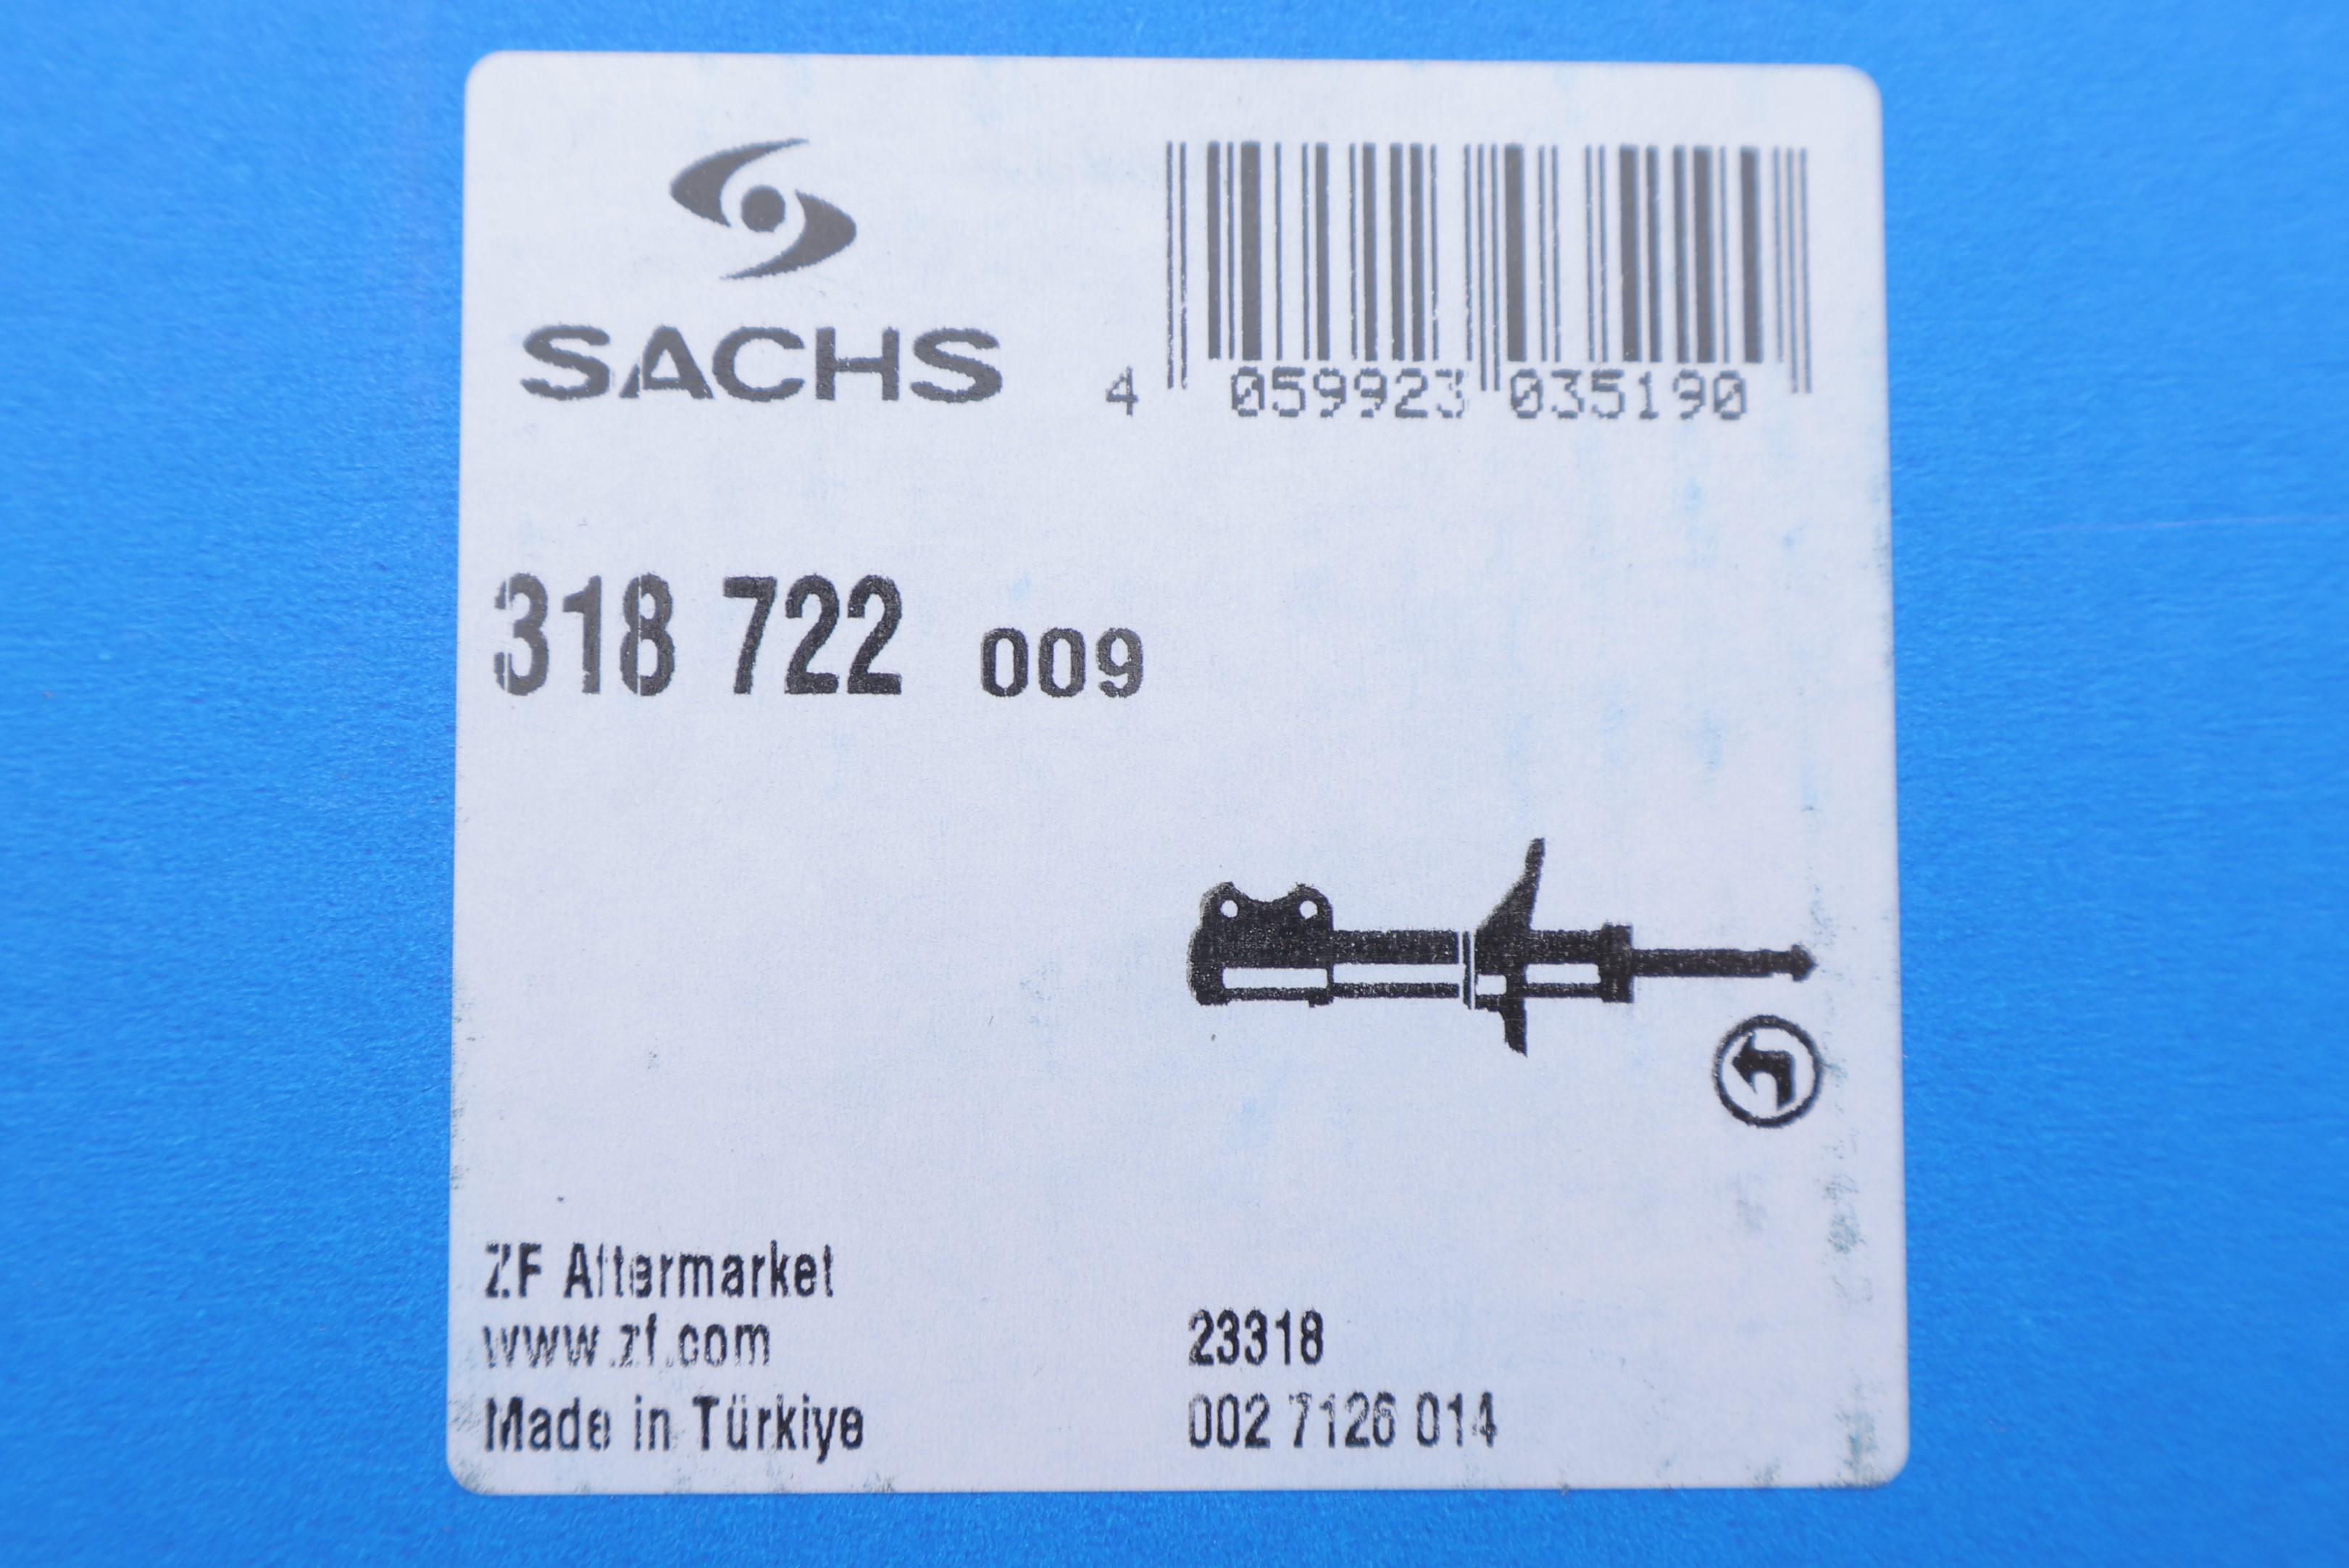 SACHS
4 059923 035190
318 722 009
ZF Aftermarket
www.zf.com
23318
Made in Türkiye
002 7126 014